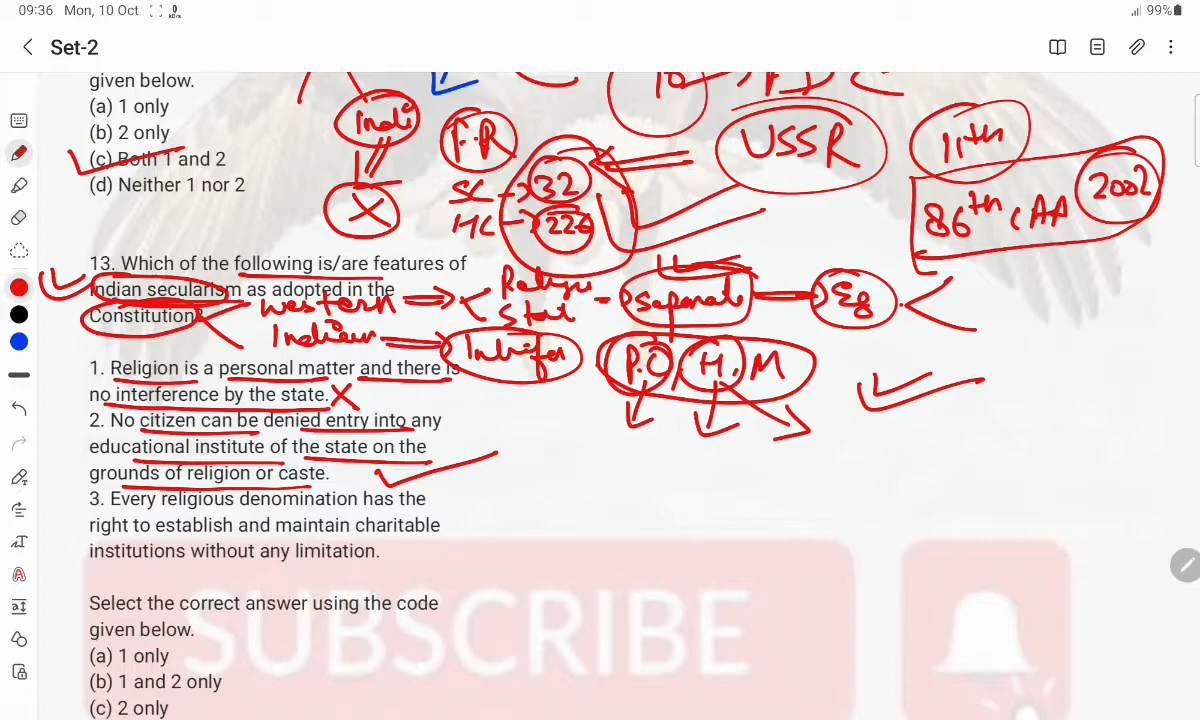 09:36 Mon, 10 Oct 99%
Set-2
given below.
(a) 1 only
(b) 2 only
(c) Both 1 and 2
(d) Neither 1 nor 2
Indi
F.R
USSR
11th
SC → 32
HC → 226
86th CAA 2002
X
13. Which of the following is/are features of
Indian secularism as adopted in the
Constitution?
western
State
separate
Eg
Indian
P.O, H, M
1. Religion is a personal matter and there is
no interference by the state. X
2. No citizen can be denied entry into any
educational institute of the state on the
grounds of religion or caste.
3. Every religious denomination has the
right to establish and maintain charitable
institutions without any limitation.
Select the correct answer using the code
given below.
(a) 1 only
(b) 1 and 2 only
(c) 2 only
SUBSCRIBE